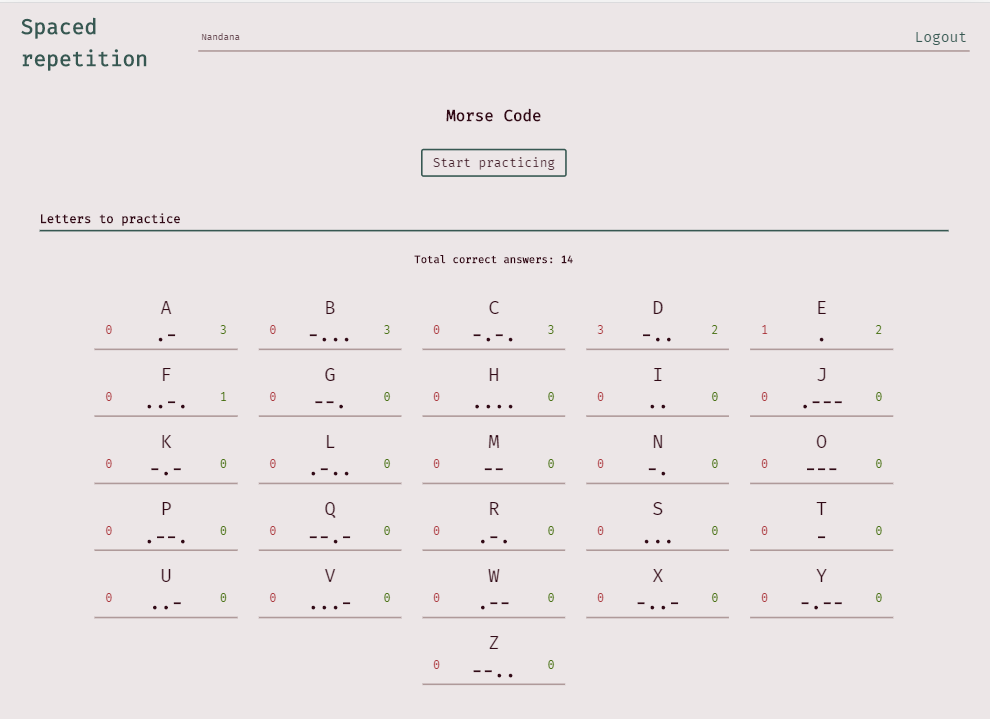 Spaced
repetition
Nandana
Logout
Morse Code
Start practicing
Letters to practice
Total correct answers: 14
A B C D E
0 .- 3 0 -... 3 0 -.-. 3 3 -.. 2 1 . 2
F G H I J
0 ..-. 1 0 --. 0 0 .... 0 0 .. 0 0 .--- 0
K L M N O
0 -.- 0 0 .-.. 0 0 -- 0 0 -. 0 0 --- 0
P Q R S T
0 .--. 0 0 --.- 0 0 .-. 0 0 ... 0 0 - 0
U V W X Y
0 ..- 0 0 ...- 0 0 .-- 0 0 -..- 0 0 -.-- 0
Z
0 --.. 0